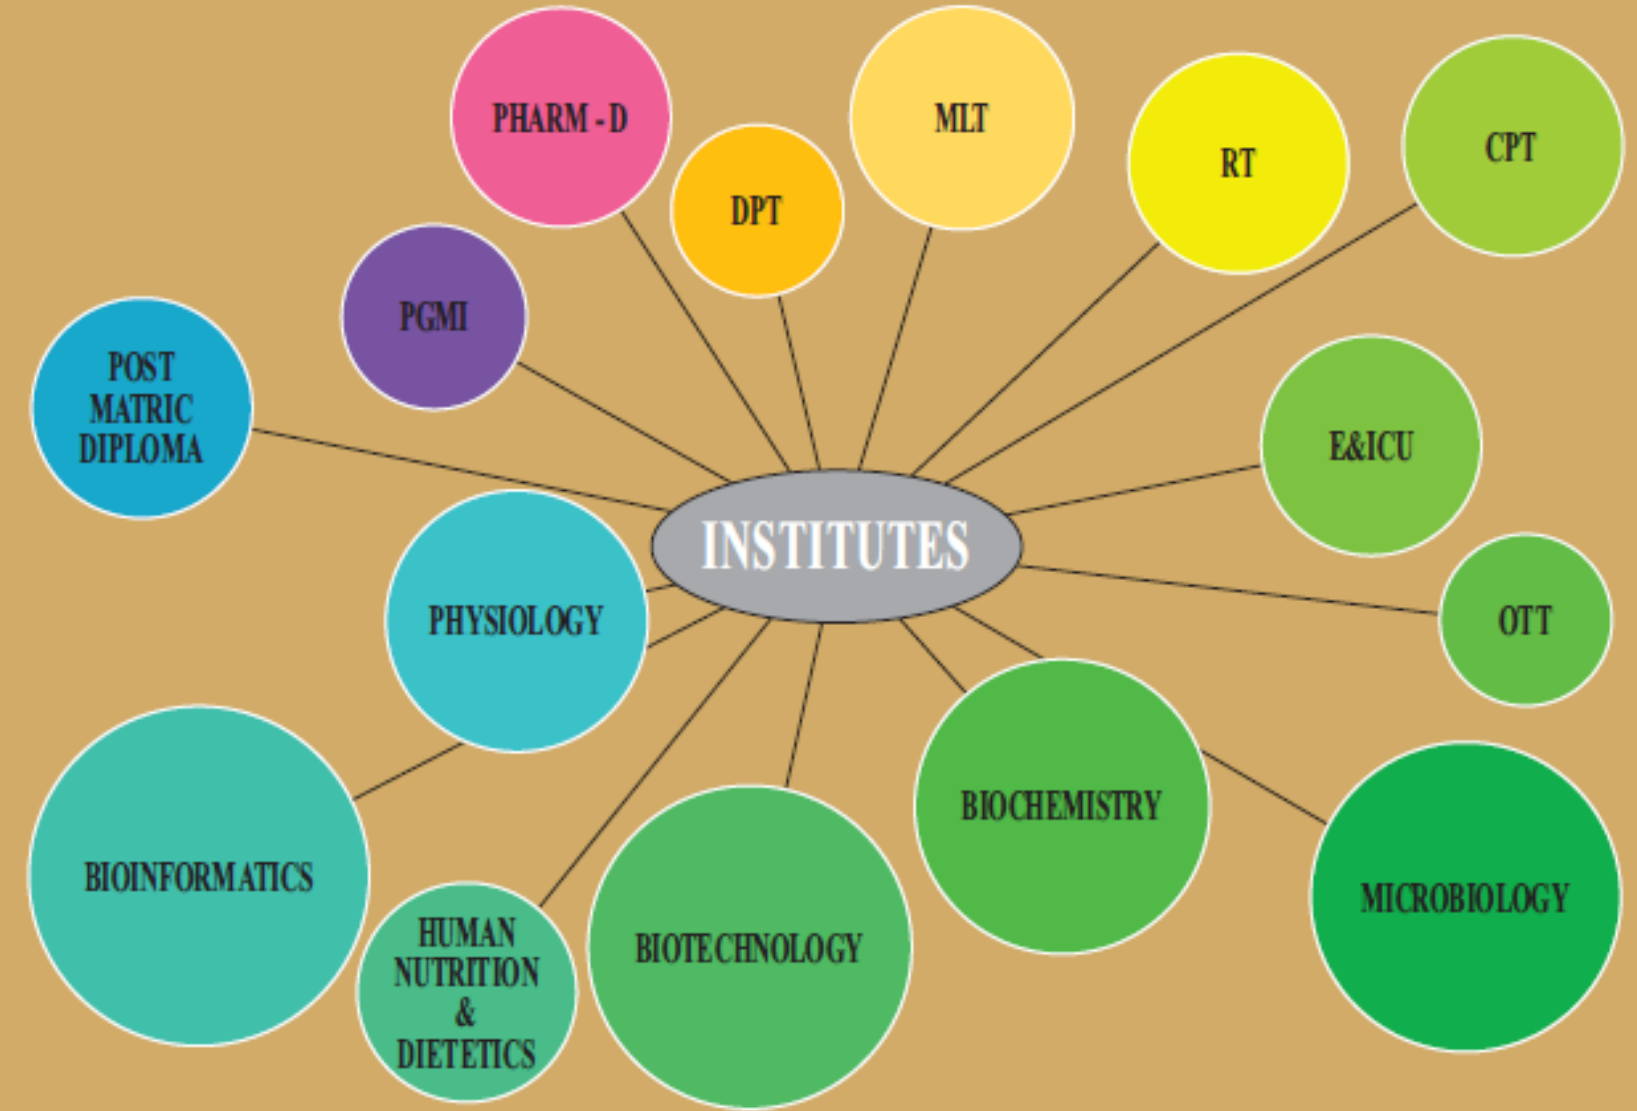 PHARM - D
MLT
RT
CPT
DPT
PGMI
POST
MATRIC
DIPLOMA
E&ICU
INSTITUTES
PHYSIOLOGY
OTT
BIOINFORMATICS
HUMAN
NUTRITION
&
DIETETICS
BIOTECHNOLOGY
BIOCHEMISTRY
MICROBIOLOGY